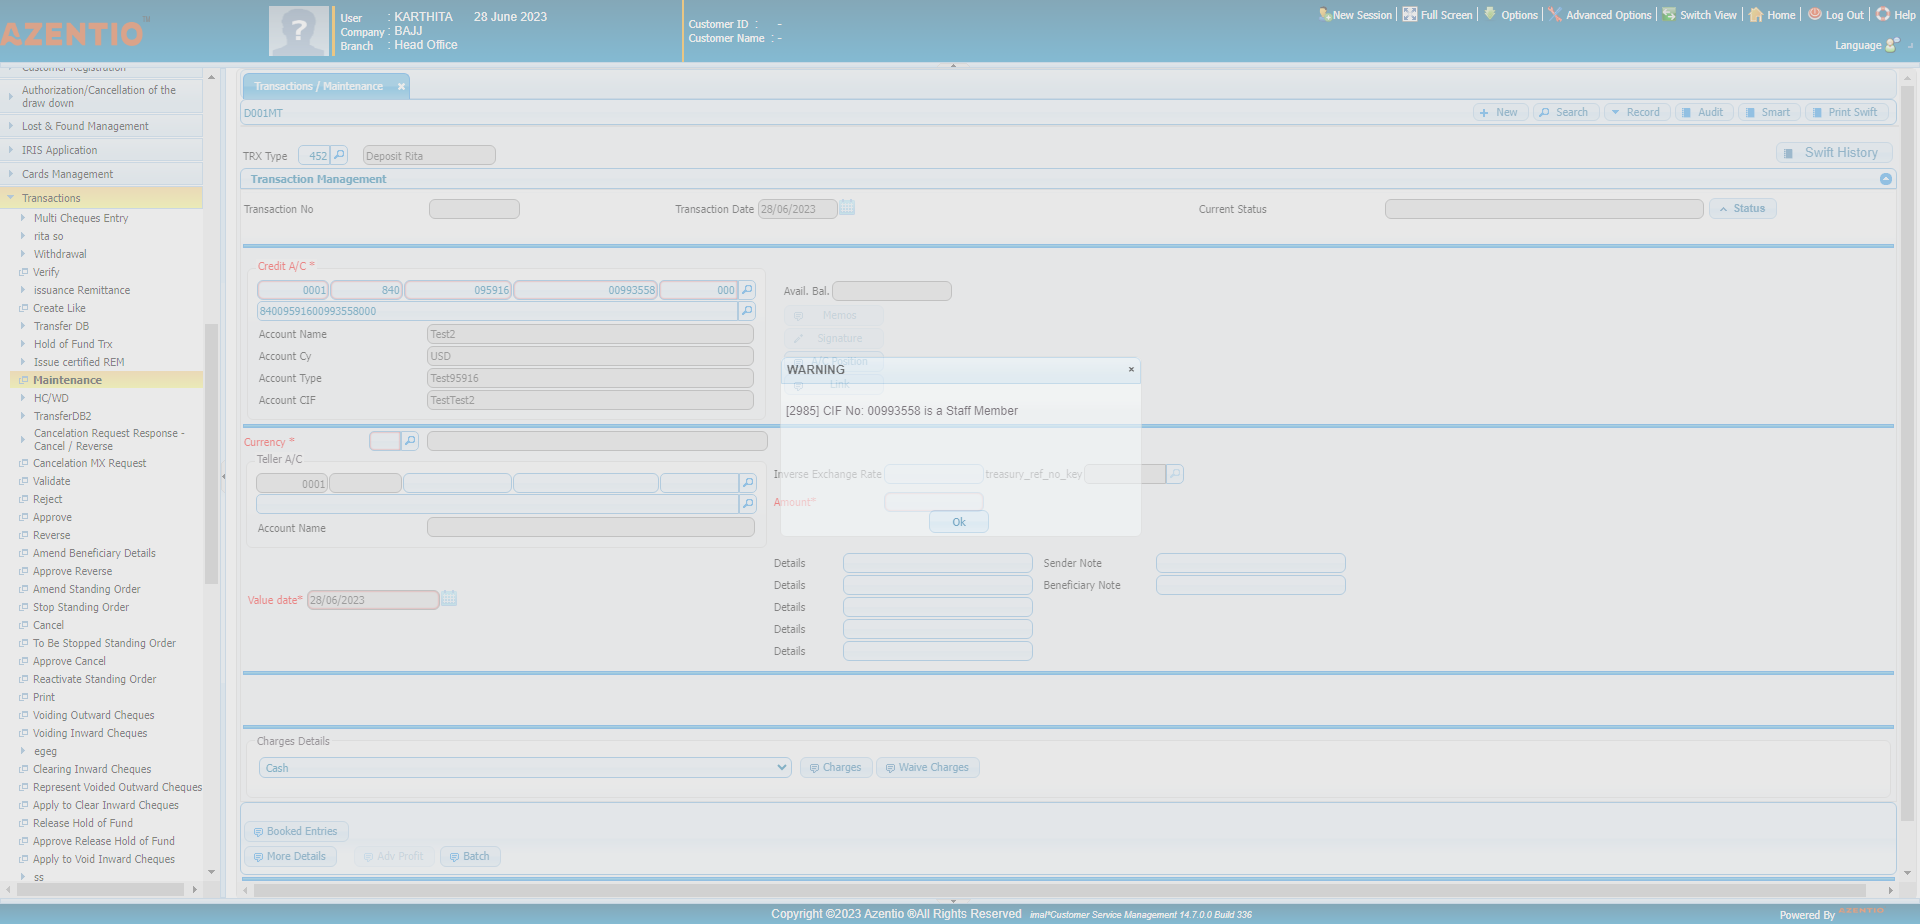 AZENTIO™
User : KARTHITA 28 June 2023
Company : BAJJ
Branch : Head Office
Customer ID : -
Customer Name : -
New Session
Full Screen
Options
Advanced Options
Switch View
Home
Log Out
Help
Language
Customer Registration
Authorization/Cancellation of the
draw down
Lost & Found Management
IRIS Application
Cards Management
Transactions
Multi Cheques Entry
rita so
Withdrawal
Verify
issuance Remittance
Create Like
Transfer DB
Hold of Fund Trx
Issue certified REM
Maintenance
HC/WD
TransferDB2
Cancelation Request Response -
Cancel / Reverse
Cancelation MX Request
Validate
Reject
Approve
Reverse
Amend Beneficiary Details
Approve Reverse
Amend Standing Order
Stop Standing Order
Cancel
To Be Stopped Standing Order
Approve Cancel
Reactivate Standing Order
Print
Voiding Outward Cheques
Voiding Inward Cheques
egeg
Clearing Inward Cheques
Represent Voided Outward Cheques
Apply to Clear Inward Cheques
Release Hold of Fund
Approve Release Hold of Fund
Apply to Void Inward Cheques
ss
Transactions / Maintenance
D001MT
New
Search
Record
Audit
Smart
Print Swift
TRX Type 452 Deposit Rita
Swift History
Transaction Management
Transaction No
Transaction Date 28/06/2023
Current Status
Status
Credit A/C *
0001 840 095916 00993558 000
84009591600993558000
Account Name Test2
Account Cy USD
Account Type Test95916
Account CIF TestTest2
Avail. Bal.
Memos
Signature
A/C Position
Link
WARNING
[2985] CIF No: 00993558 is a Staff Member
Ok
Currency *
Teller A/C
0001
Account Name
Inverse Exchange Rate
treasury_ref_no_key
Amount*
Value date* 28/06/2023
Details
Details
Details
Details
Details
Sender Note
Beneficiary Note
Charges Details
Cash
Charges
Waive Charges
Booked Entries
More Details
Adv Profit
Batch
Copyright ©2023 Azentio ®All Rights Reserved imal*Customer Service Management 14.7.0.0 Build 336
Powered By AZENTIO